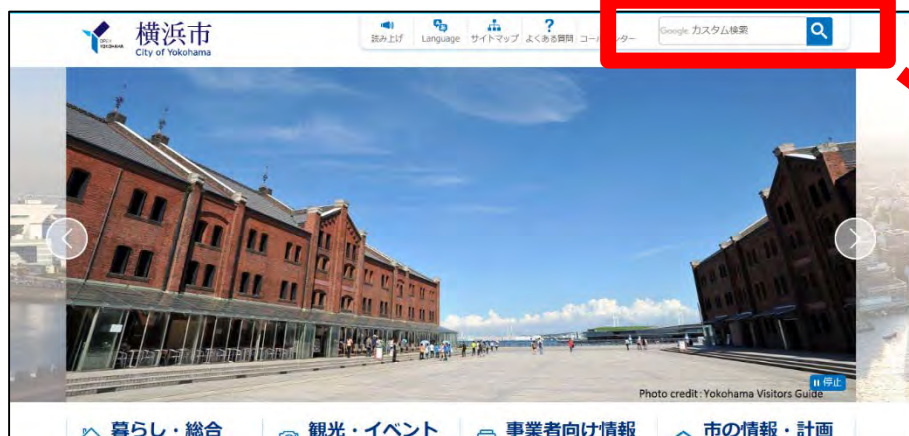 横浜市
City of Yokohama
読み上げ
Language
サイトマップ
よくある質問
コールセンター
Google カスタム検索
Photo credit : Yokohama Visitors Guide
停止
暮らし・総合
観光・イベント
事業者向け情報
市の情報・計画